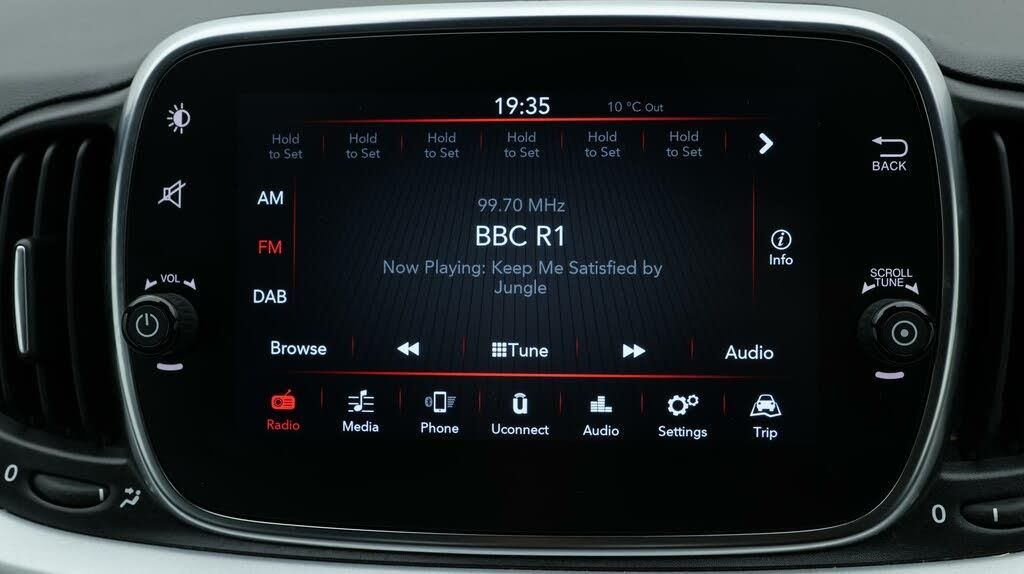 19:35
10 °C Out
Hold to Set
Hold to Set
Hold to Set
Hold to Set
Hold to Set
Hold to Set
BACK
AM
99.70 MHz
BBC R1
FM
i
Info
Now Playing: Keep Me Satisfied by
Jungle
VOL
SCROLL
TUNE
DAB
Browse
Tune
Audio
Radio
Media
Phone
Uconnect
Audio
Settings
Trip
0
0